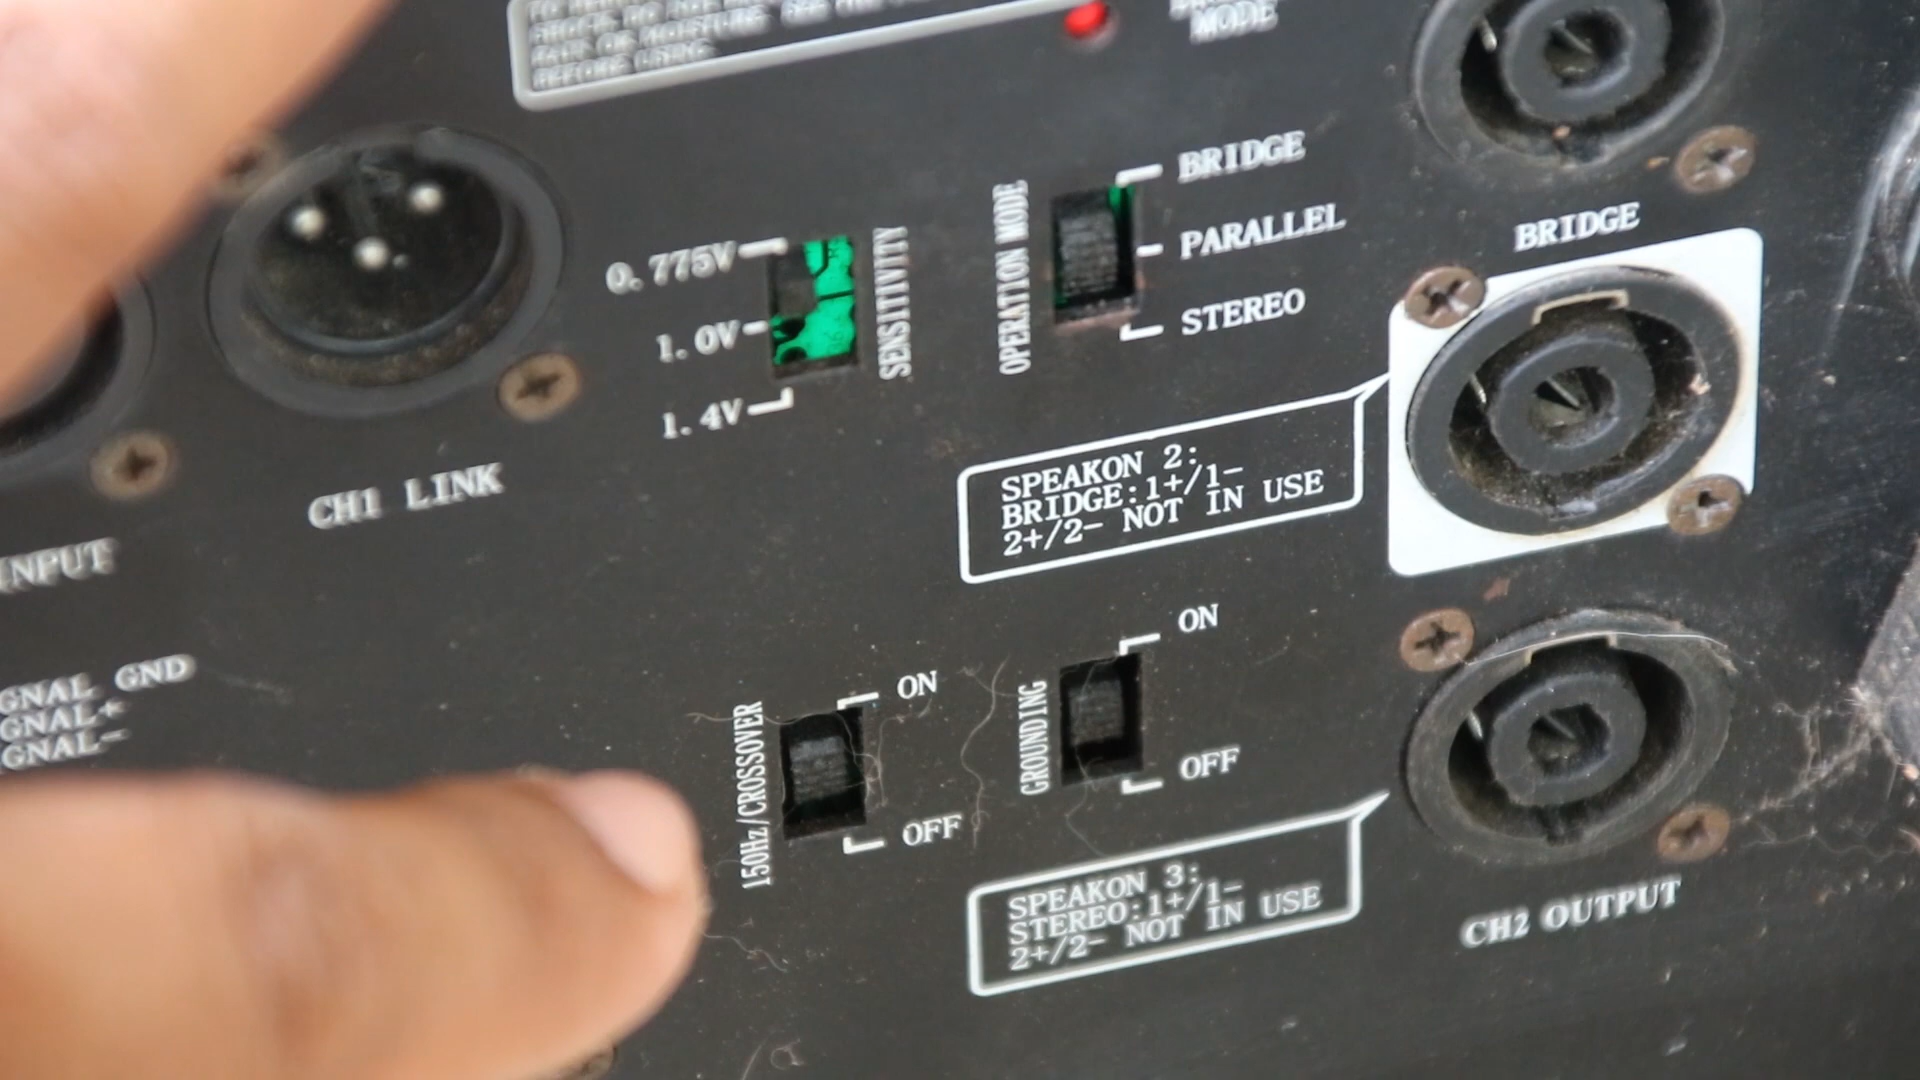 BEFORE USING
MODE
BRIDGE
PARALLEL
STEREO
OPERATION MODE
0.775V
1.0V
1.4V
SENSITIVITY
BRIDGE
SPEAKON 2:
BRIDGE:1+/1-
2+/2- NOT IN USE
CH1 LINK
INPUT
GNAL GND
GNAL+
GNAL-
150Hz/CROSSOVER
ON
OFF
GROUNDING
ON
OFF
SPEAKON 3:
STEREO:1+/1-
2+/2- NOT IN USE
CH2 OUTPUT